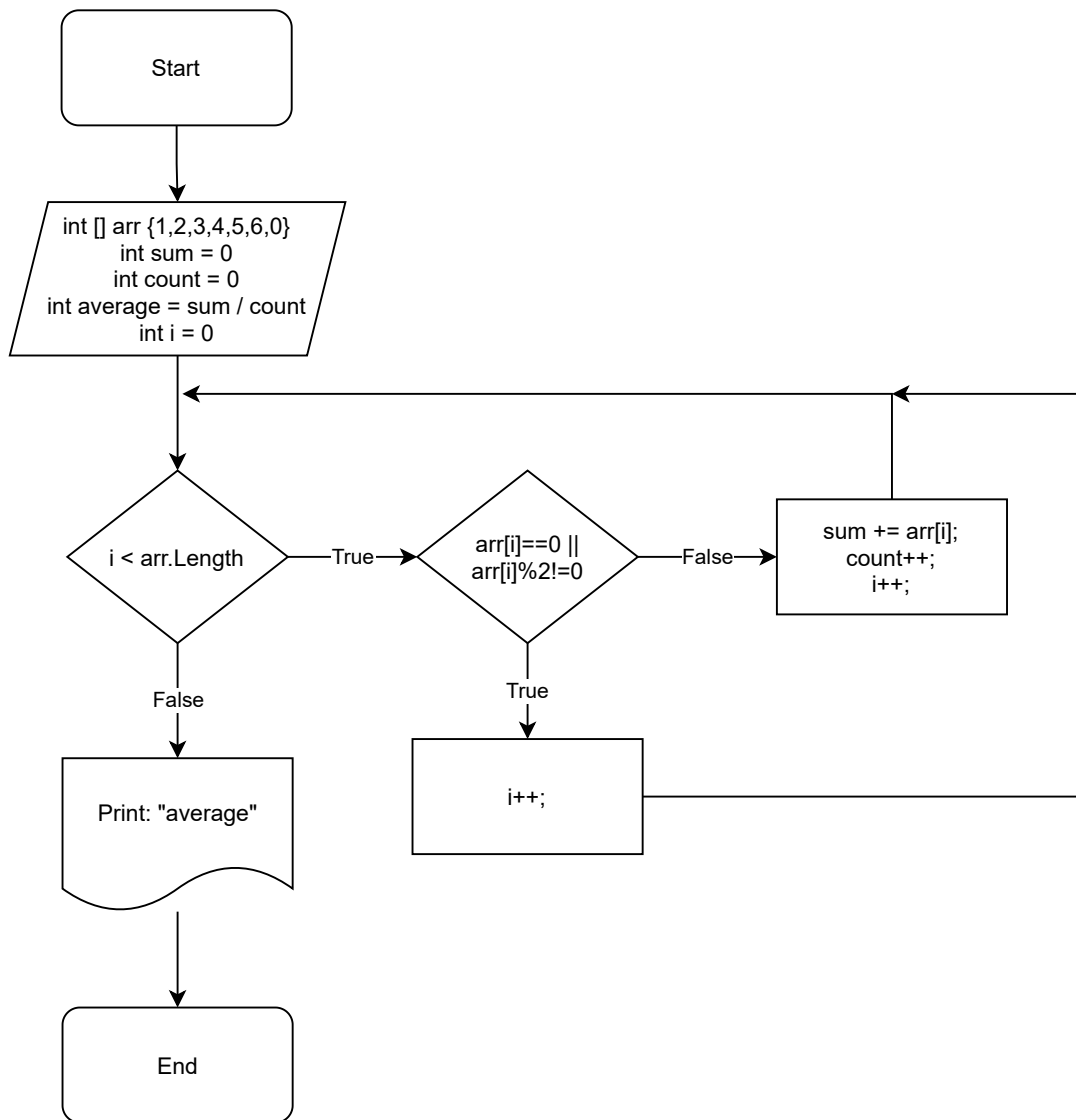 Start
int [] arr {1,2,3,4,5,6,0}
int sum = 0
int count = 0
int average = sum / count
int i = 0
i < arr.Length
True
arr[i]==0 ||
arr[i]%2!=0
False
sum += arr[i];
count++;
i++;
True
i++;
False
Print: "average"
End